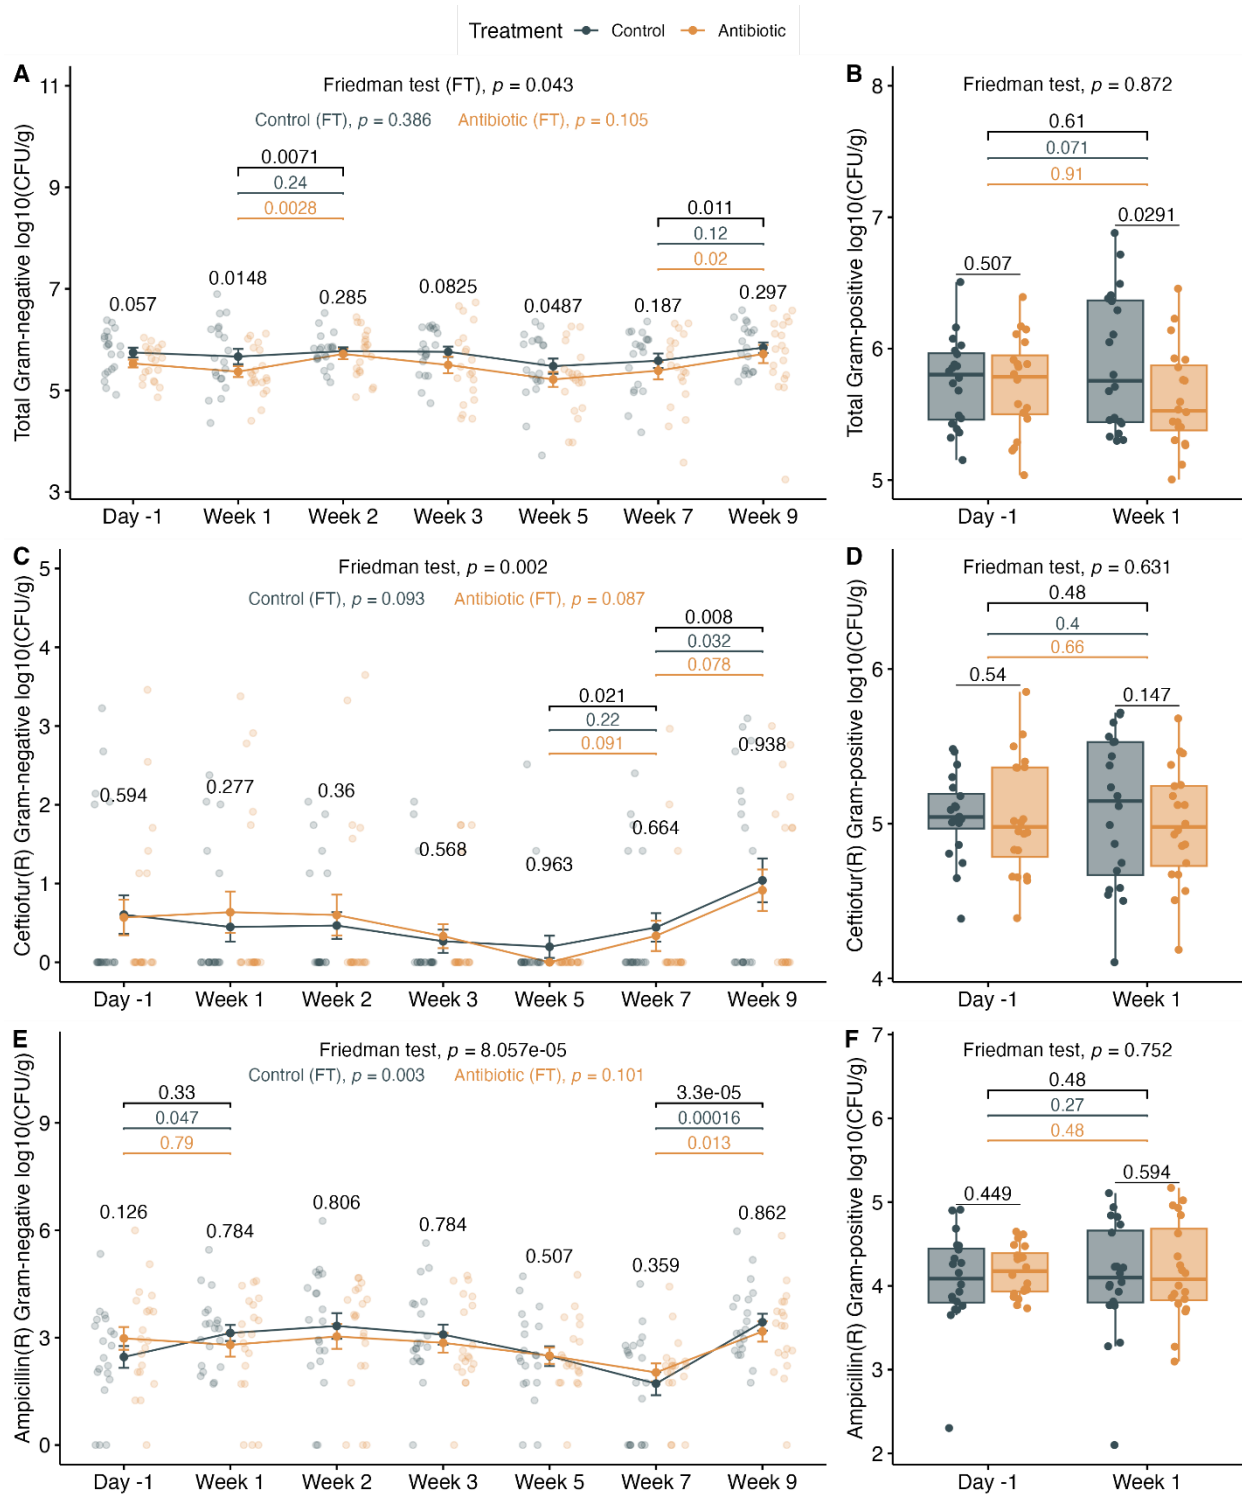 Treatment Control Antibiotic
A
Total Gram-negative log10(CFU/g)
11
9
7
5
3
Friedman test (FT), p = 0.043
Control (FT), p = 0.386 Antibiotic (FT), p = 0.105
0.0071
0.24
0.0028
0.011
0.12
0.02
0.057 0.0148 0.285 0.0825 0.0487 0.187 0.297
Day -1 Week 1 Week 2 Week 3 Week 5 Week 7 Week 9
B
Total Gram-positive log10(CFU/g)
8
7
6
5
Friedman test, p = 0.872
0.61
0.071
0.91
0.507 0.0291
Day -1 Week 1
C
Ceftiofur(R) Gram-negative log10(CFU/g)
5
4
3
2
1
0
Friedman test, p = 0.002
Control (FT), p = 0.093 Antibiotic (FT), p = 0.087
0.008
0.032
0.078
0.021
0.22
0.091
0.594 0.277 0.36 0.568 0.963 0.664 0.938
Day -1 Week 1 Week 2 Week 3 Week 5 Week 7 Week 9
D
Ceftiofur(R) Gram-positive log10(CFU/g)
6
5
4
Friedman test, p = 0.631
0.48
0.4
0.66
0.54 0.147
Day -1 Week 1
E
Ampicillin(R) Gram-negative log10(CFU/g)
9
6
3
0
Friedman test, p = 8.057e-05
Control (FT), p = 0.003 Antibiotic (FT), p = 0.101
0.33
0.047
0.79
3.3e-05
0.00016
0.013
0.126 0.784 0.806 0.784 0.507 0.359 0.862
Day -1 Week 1 Week 2 Week 3 Week 5 Week 7 Week 9
F
Ampicillin(R) Gram-positive log10(CFU/g)
7
6
5
4
3
2
Friedman test, p = 0.752
0.48
0.27
0.48
0.449 0.594
Day -1 Week 1